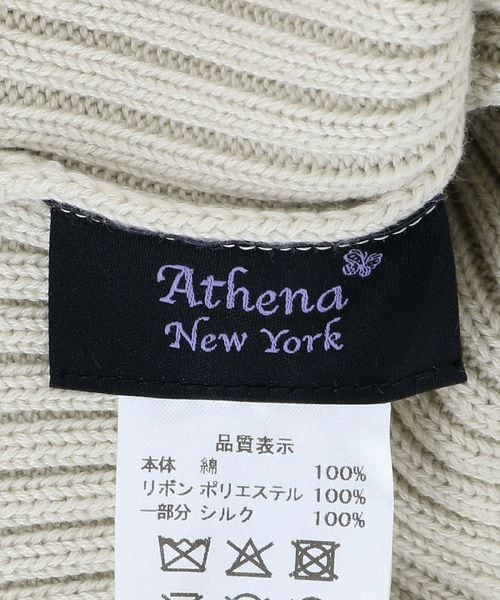 Athena
New York
品質表示
本体 綿 100%
リボン ポリエステル 100%
一部分 シルク 100%